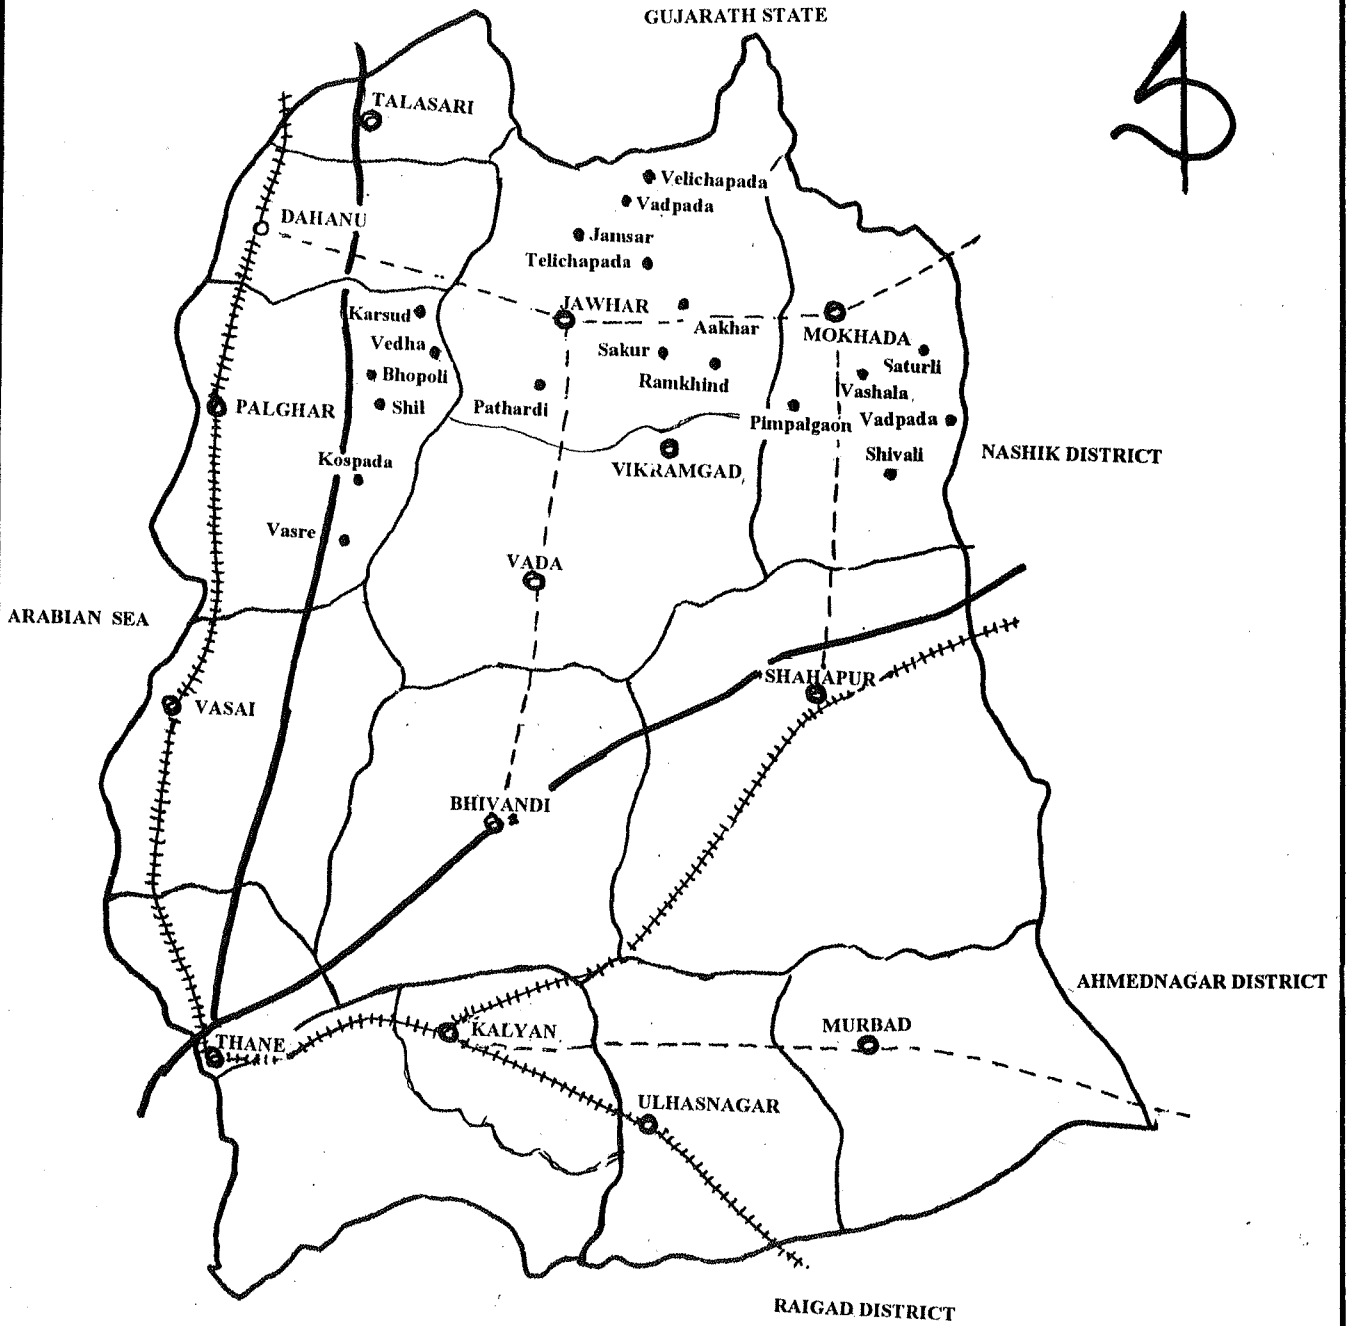 GUJARATH STATE
TALASARI
Velichapada
Vadpada
DAHANU
Jamsar
Telichapada
JAWHAR
Karsud
Aakhar
MOKHADA
Vedha
Sakur
Saturli
Bhopoli
Ramkhind
Vashala
PALGHAR
Shil
Pathardi
Pimpalgaon
Vadpada
Kospada
VIKRAMGAD
Shivali
NASHIK DISTRICT
Vasre
VADA
ARABIAN SEA
SHAHAPUR
VASAI
BHIVANDI
AHMEDNAGAR DISTRICT
THANE
KALYAN
MURBAD
ULHASNAGAR
RAIGAD DISTRICT